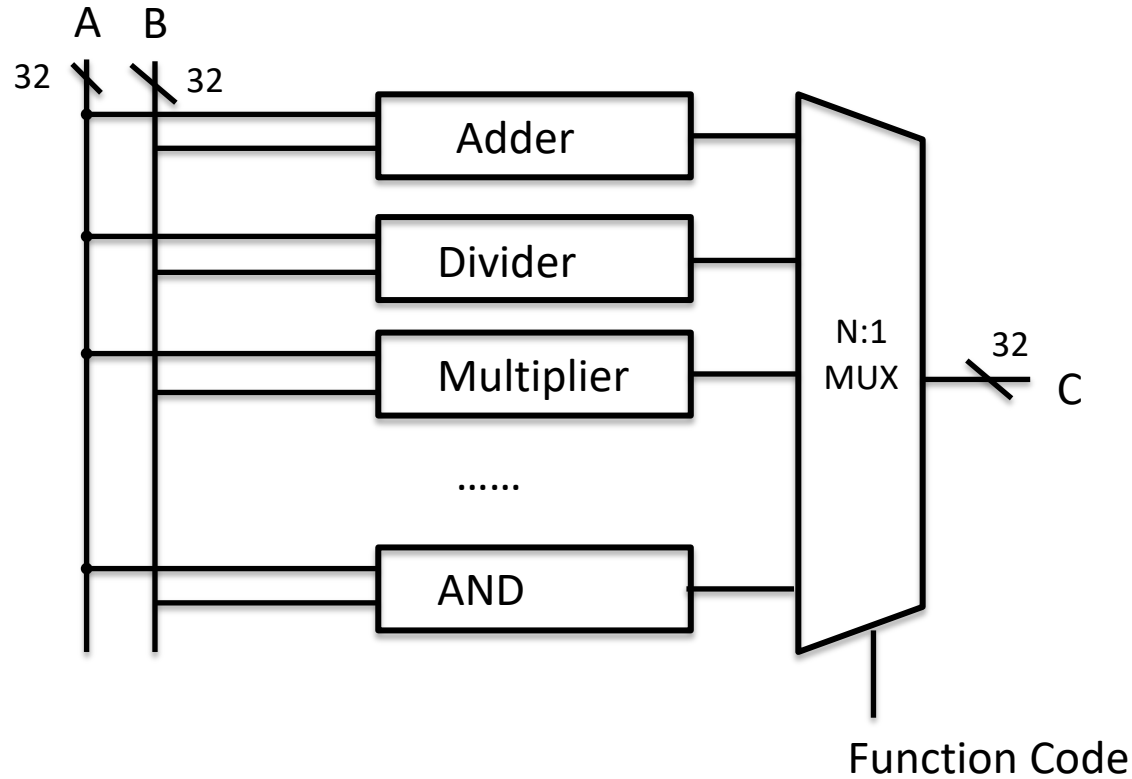 A B
32 32
Adder
Divider
N:1
MUX
32
Multiplier
C
......
AND
Function Code